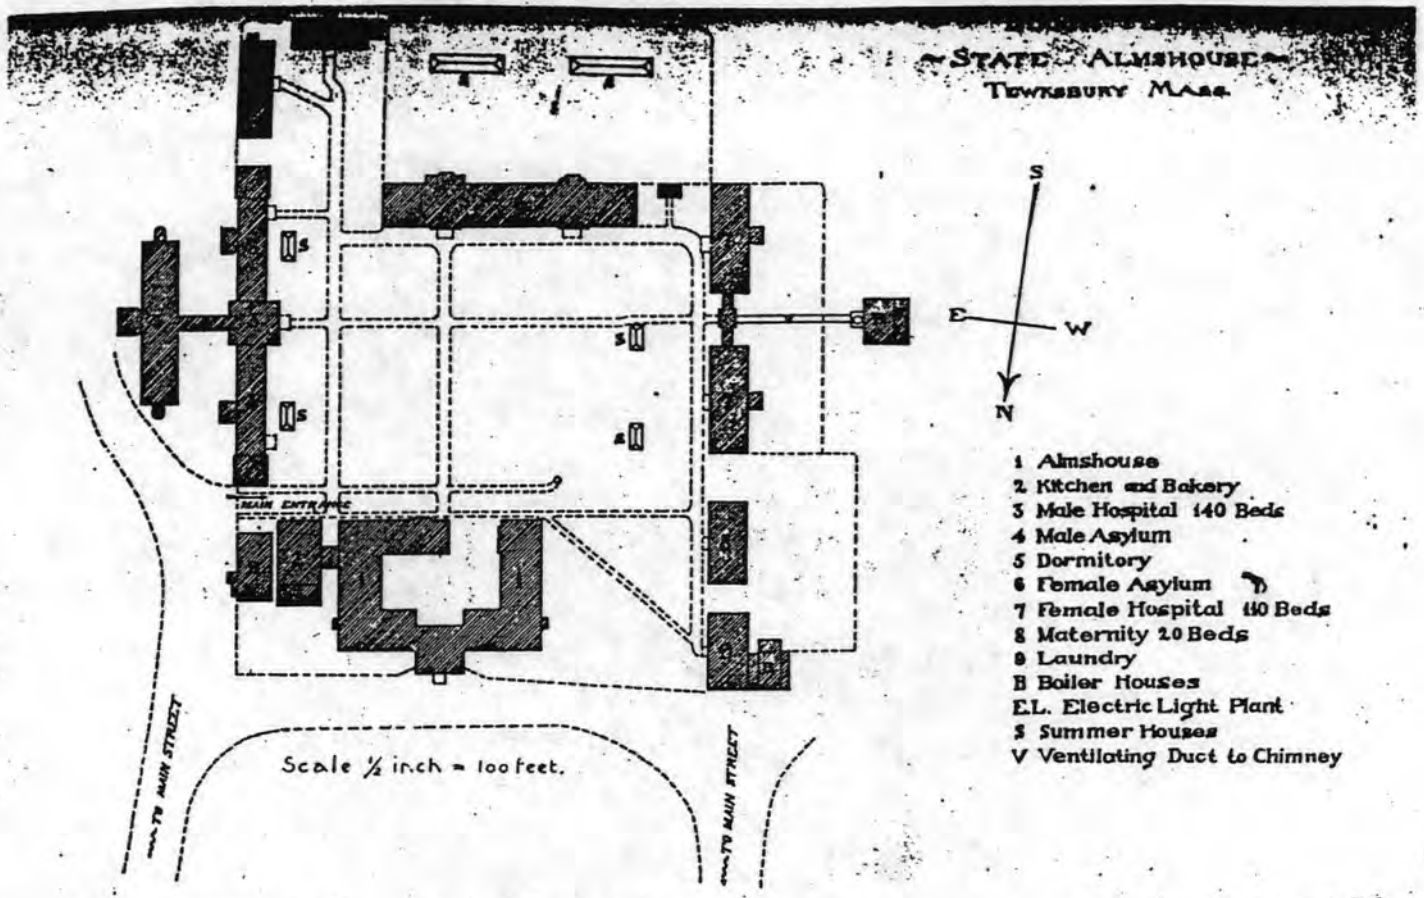 ~STATE ALMSHOUSE~
TEWKSBURY MASS.
S
S
E
W
N
S
S
S
MAIN ENTRANCE
1 Almshouse
2 Kitchen and Bakery
3 Male Hospital 140 Beds
4 Male Asylum
5 Dormitory
6 Female Asylum
7 Female Hospital 110 Beds
8 Maternity 20 Beds
9 Laundry
B Boiler Houses
E.L. Electric Light Plant
S Summer Houses
V Ventilating Duct to Chimney
1
1
Scale ½ inch = 100 feet.
TO MAIN STREET
TO MAIN STREET